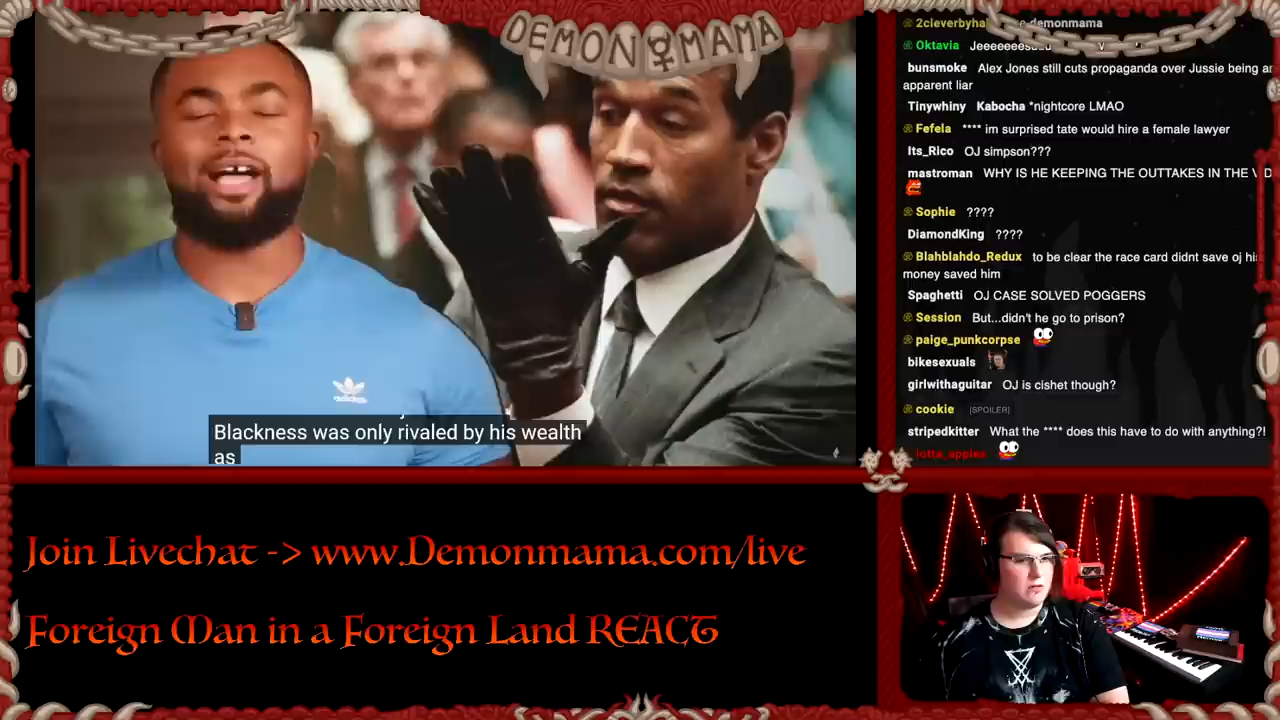 DEMON MAMA
adidas
Blackness was only rivaled by his wealth
as
2cleverbyha demonmama
Oktavia
bunsmoke Alex Jones still cuts propaganda over Jussie being an
apparent liar
Tinywhiny Kabocha *nightcore LMAO
Fefela **** im surprised tate would hire a female lawyer
Its_Rico OJ simpson???
mastroman WHY IS HE KEEPING THE OUTTAKES IN THE
Sophie ????
DiamondKing ????
Blahblahdo_Redux to be clear the race card didnt save oj his
money saved him
Spaghetti OJ CASE SOLVED POGGERS
Session But...didn't he go to prison?
paige_punkcorpse
bikesexuals
girlwithaguitar OJ is cishet though?
cookie [SPOILER]
stripedkitter What the **** does this have to do with anything?!
lotta_apples
Join Livechat -> www.Demonmama.com/live
Foreign Man in a Foreign Land REACT